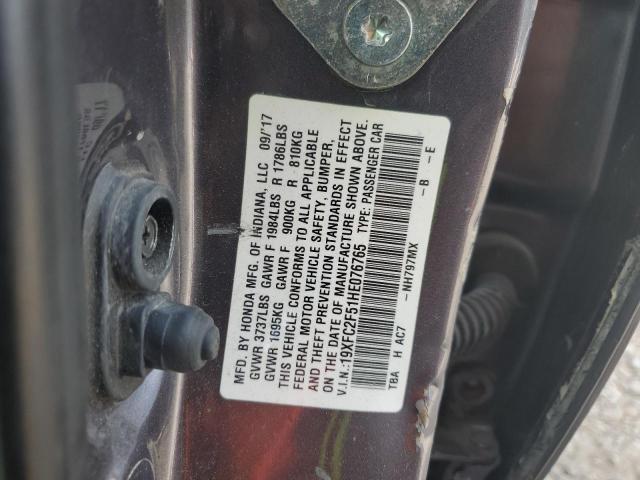 MFD. BY HONDA MFG. OF INDIANA, LLC 09/'17
GVWR 3737LBS GAWR F 1984LBS R 1786LBS
GVWR 1695KG GAWR F 900KG R 810KG
THIS VEHICLE CONFORMS TO ALL APPLICABLE
FEDERAL MOTOR VEHICLE SAFETY, BUMPER,
AND THEFT PREVENTION STANDARDS IN EFFECT
ON THE DATE OF MANUFACTURE SHOWN ABOVE.
V.I.N.:19XFC2F51HE076765 TYPE: PASSENGER CAR
-NH797MX -B -E
TBA H AC7